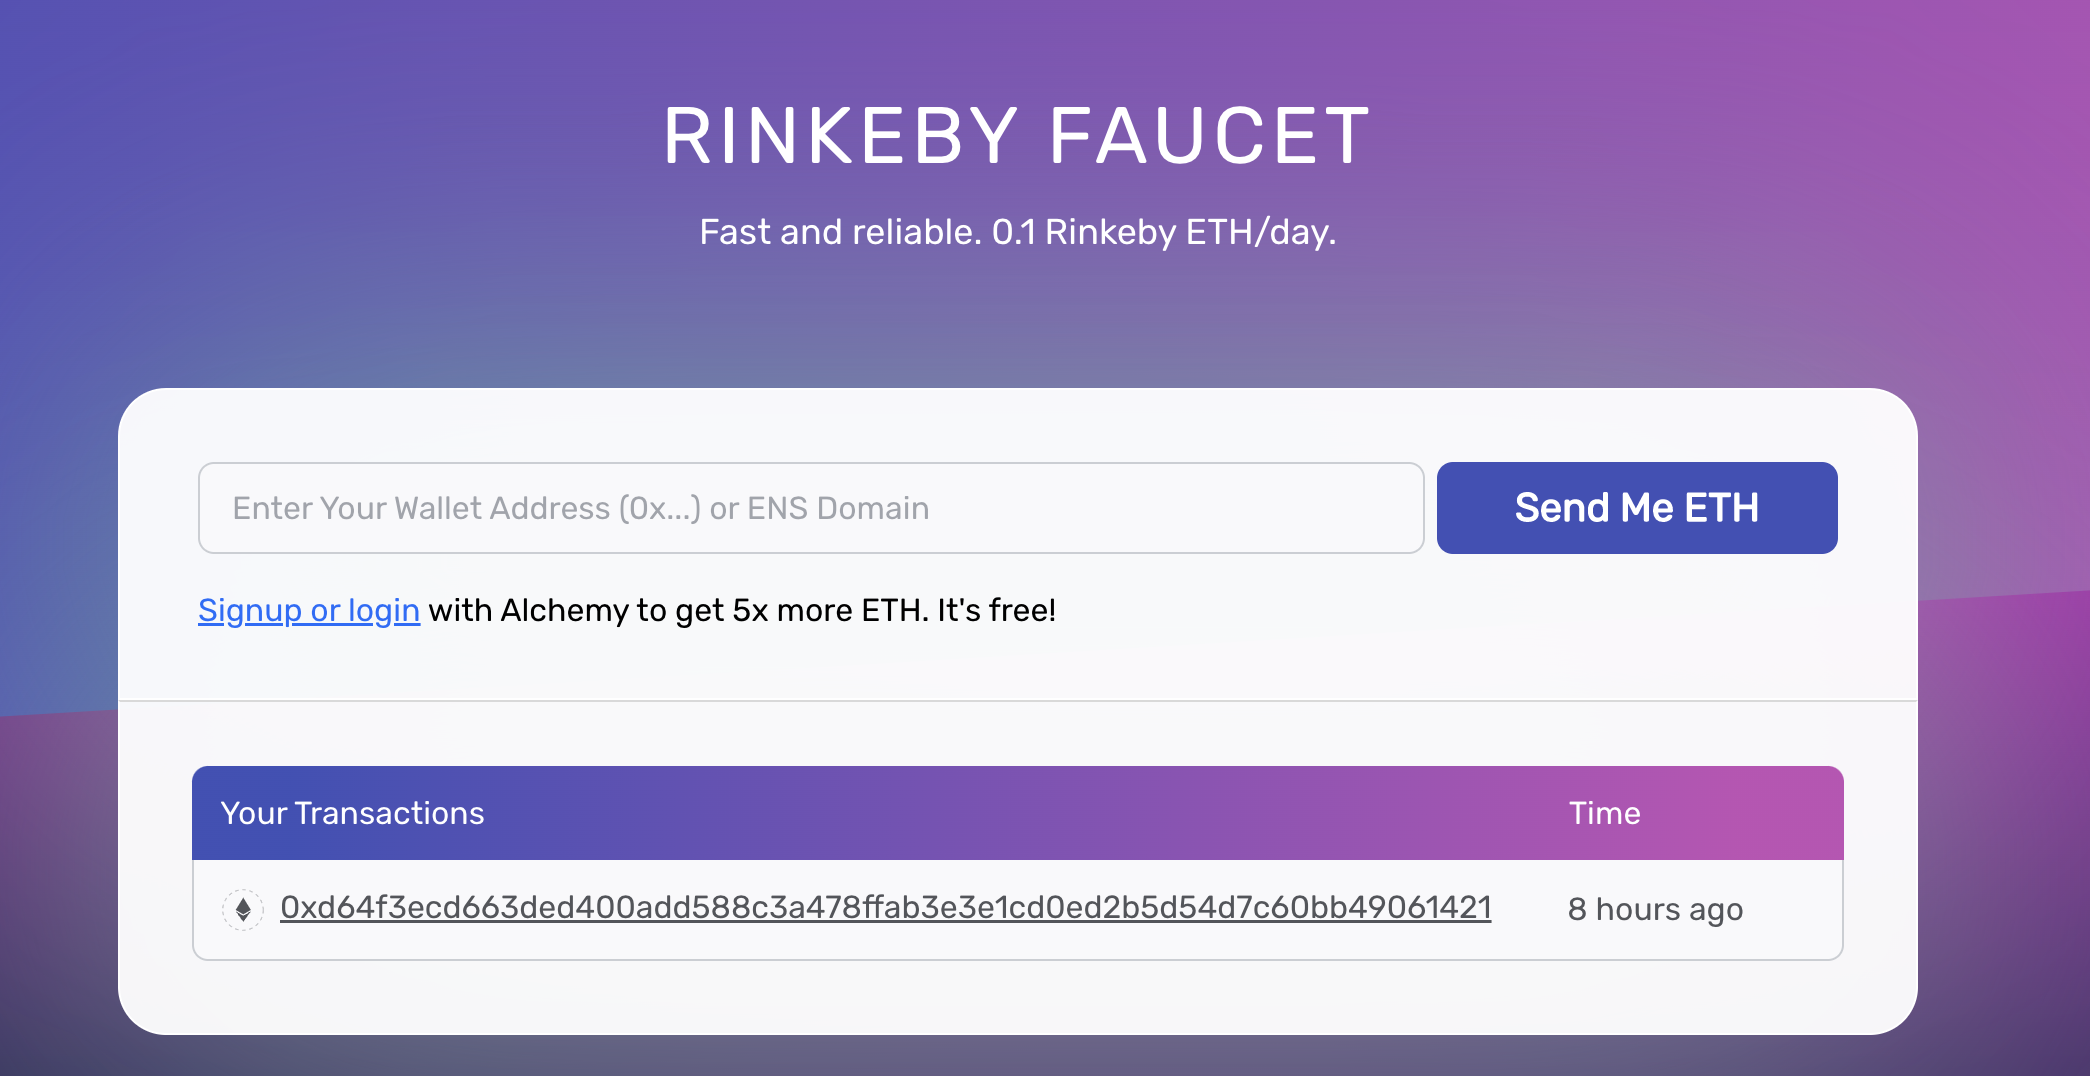 RINKEBY FAUCET
Fast and reliable. 0.1 Rinkeby ETH/day.
Enter Your Wallet Address (0x...) or ENS Domain
Send Me ETH
Signup or login with Alchemy to get 5x more ETH. It's free!
Your Transactions
Time
0xd64f3ecd663ded400add588c3a478ffab3e3e1cd0ed2b5d54d7c60bb49061421
8 hours ago